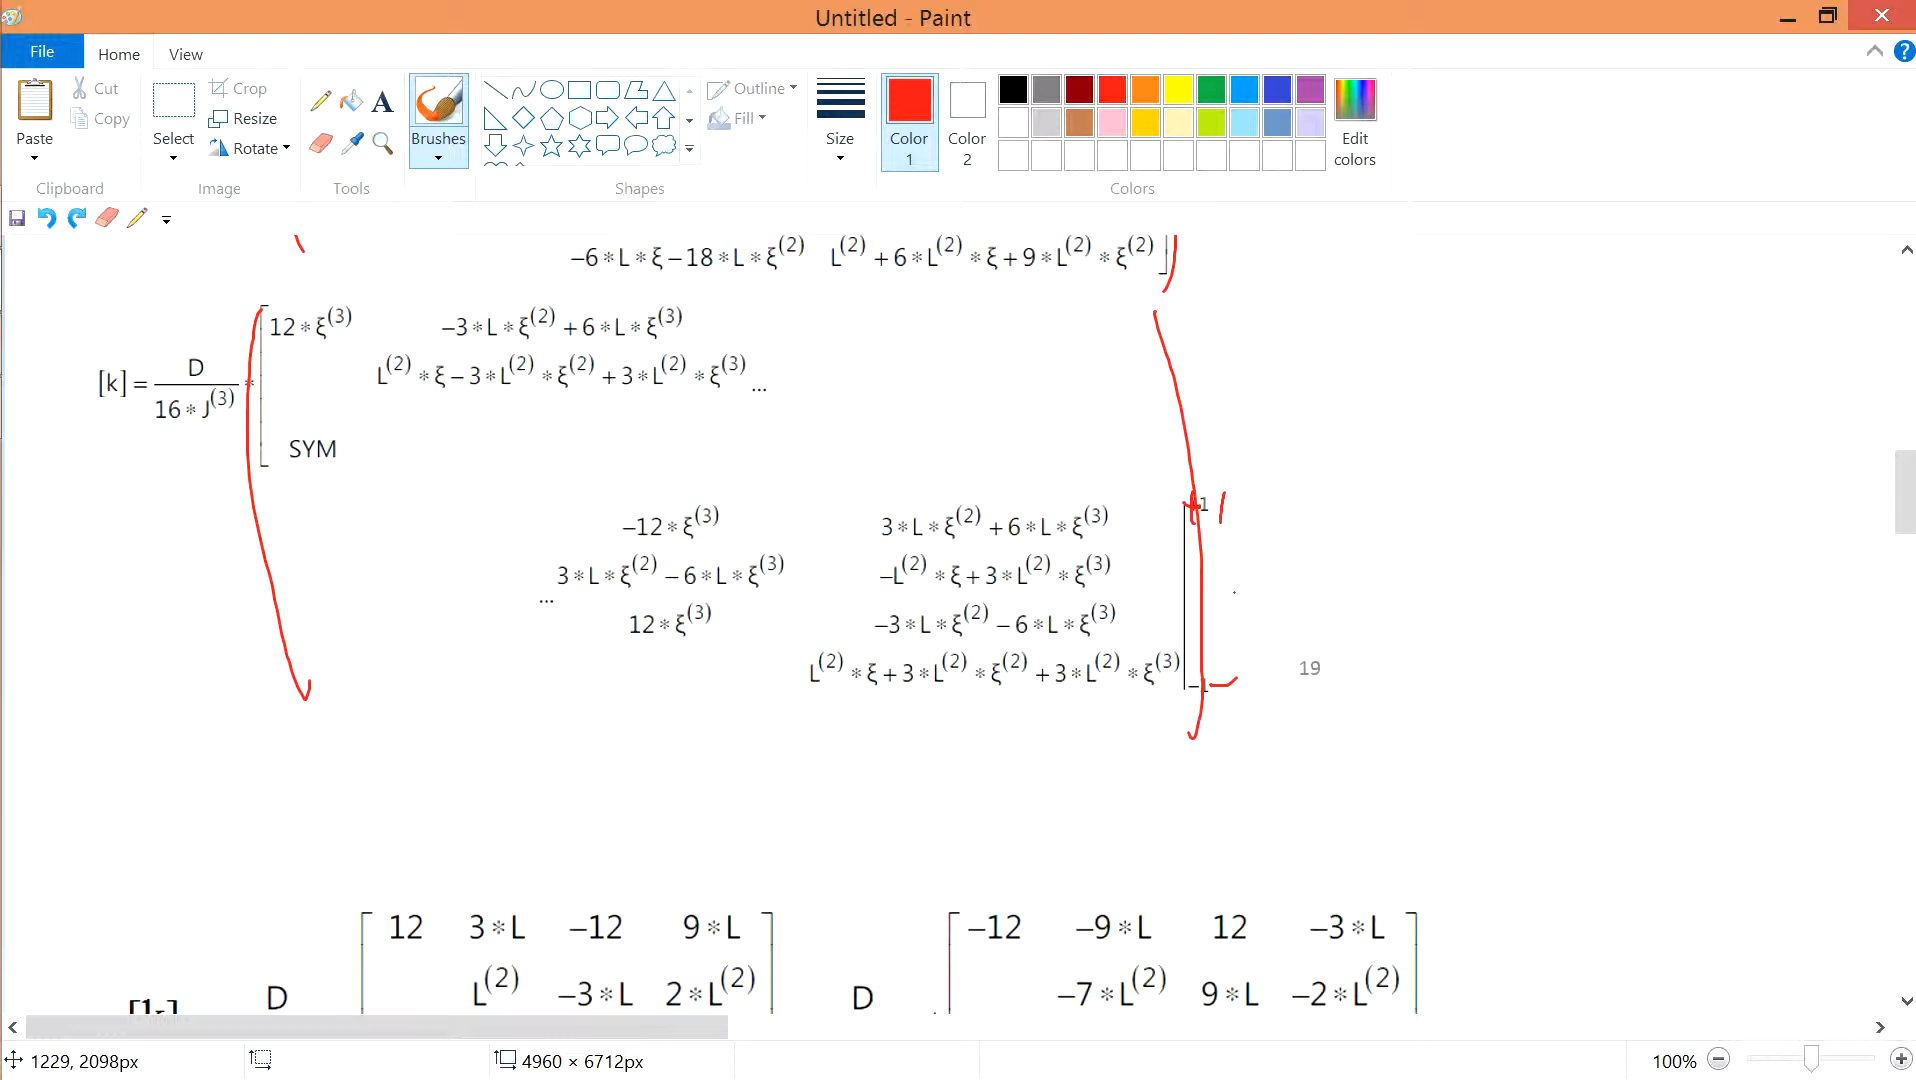 Untitled - Paint
File Home View
Paste
Cut
Copy
Clipboard
Select
Crop
Resize
Rotate
Image
A
Tools
Brushes
Shapes
Outline
Fill
Size
Color 1
Color 2
Edit colors
Colors
−6∗L∗ξ−18∗L∗ξ^(2) L^(2)+6∗L^(2)∗ξ+9∗L^(2)∗ξ^(2)
12∗ξ^(3) −3∗L∗ξ^(2)+6∗L∗ξ^(3)
[k] = D / 16∗J^(3) ∗ L^(2)∗ξ−3∗L^(2)∗ξ^(2)+3∗L^(2)∗ξ^(3) ...
SYM
1 1
−12∗ξ^(3) 3∗L∗ξ^(2)+6∗L∗ξ^(3)
... 3∗L∗ξ^(2)−6∗L∗ξ^(3) −L^(2)∗ξ+3∗L^(2)∗ξ^(3)
12∗ξ^(3) −3∗L∗ξ^(2)−6∗L∗ξ^(3)
L^(2)∗ξ+3∗L^(2)∗ξ^(2)+3∗L^(2)∗ξ^(3)
−1
19
12 3∗L −12 9∗L −12 −9∗L 12 −3∗L
D L^(2) −3∗L 2∗L^(2) D −7∗L^(2) 9∗L −2∗L^(2)
1229, 2098px 4960 × 6712px 100%